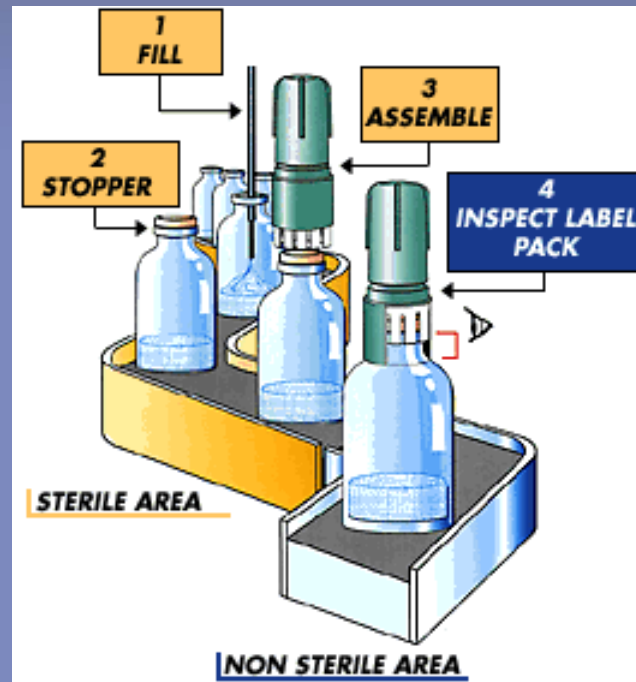 1
FILL
2
STOPPER
3
ASSEMBLE
4
INSPECT LABEL
PACK
STERILE AREA
NON STERILE AREA